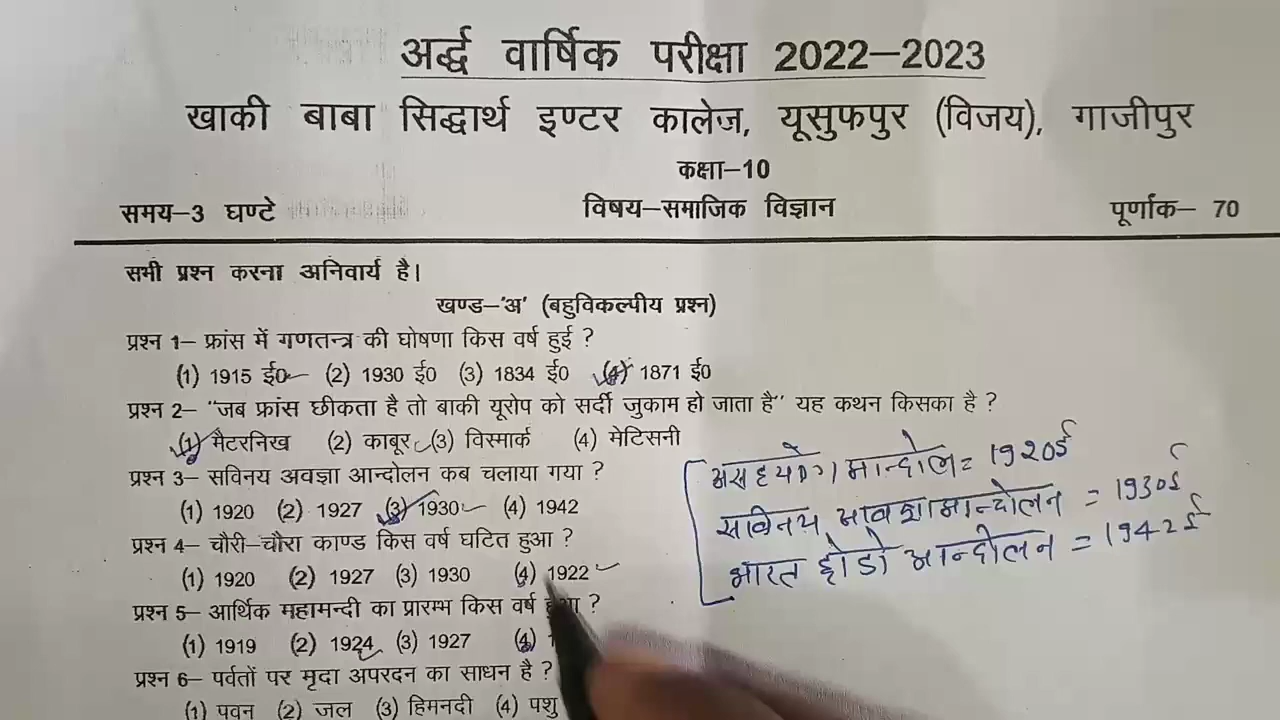 अर्द्ध वार्षिक परीक्षा 2022–2023
खाकी बाबा सिद्धार्थ इण्टर कालेज, यूसुफपुर (विजय), गाजीपुर
कक्षा–10
समय–3 घण्टे विषय–समाजिक विज्ञान पूर्णाक– 70
सभी प्रश्न करना अनिवार्य है।
खण्ड–'अ' (बहुविकल्पीय प्रश्न)
प्रश्न 1– फ्रांस में गणतन्त्र की घोषणा किस वर्ष हुई ?
(1) 1915 ई0 (2) 1930 ई0 (3) 1834 ई0 (4) 1871 ई0
प्रश्न 2– "जब फ्रांस छीकता है तो बाकी यूरोप को सर्दी जुकाम हो जाता है" यह कथन किसका है ?
(1) मैटरनिख (2) काबूर (3) विस्मार्क (4) मेटिसनी
प्रश्न 3– सविनय अवज्ञा आन्दोलन कब चलाया गया ?
(1) 1920 (2) 1927 (3) 1930 (4) 1942
प्रश्न 4– चौरी–चौरा काण्ड किस वर्ष घटित हुआ ?
(1) 1920 (2) 1927 (3) 1930 (4) 1922
प्रश्न 5– आर्थिक महामन्दी का प्रारम्भ किस वर्ष हुआ ?
(1) 1919 (2) 1924 (3) 1927 (4)
प्रश्न 6– पर्वतों पर मृदा अपरदन का साधन है ?
(1) पवन (2) जल (3) हिमनदी (4) पशु
असहयोग आन्दोल= 1920ई
सविनय अवज्ञा आन्दोलन = 1930ई
भारत छोडो आन्दोलन = 1942ई